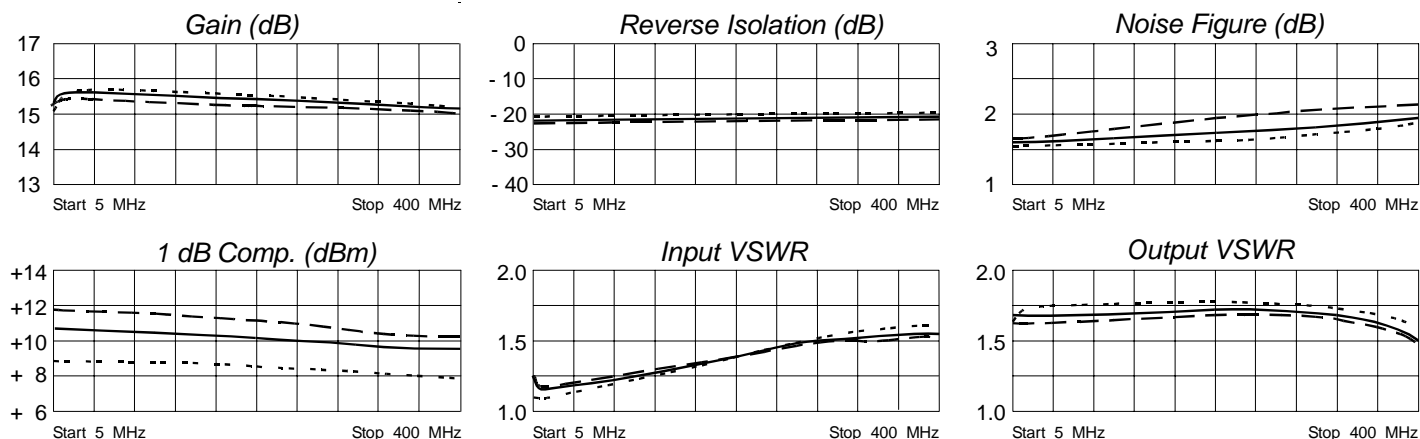 Gain (dB)
17
16
15
14
13
Start 5 MHz
Stop 400 MHz
Reverse Isolation (dB)
0
- 10
- 20
- 30
- 40
Start 5 MHz
Stop 400 MHz
Noise Figure (dB)
3
2
1
Start 5 MHz
Stop 400 MHz
1 dB Comp. (dBm)
+14
+12
+10
+ 8
+ 6
Start 5 MHz
Stop 400 MHz
Input VSWR
2.0
1.5
1.0
Start 5 MHz
Stop 400 MHz
Output VSWR
2.0
1.5
1.0
Start 5 MHz
Stop 400 MHz